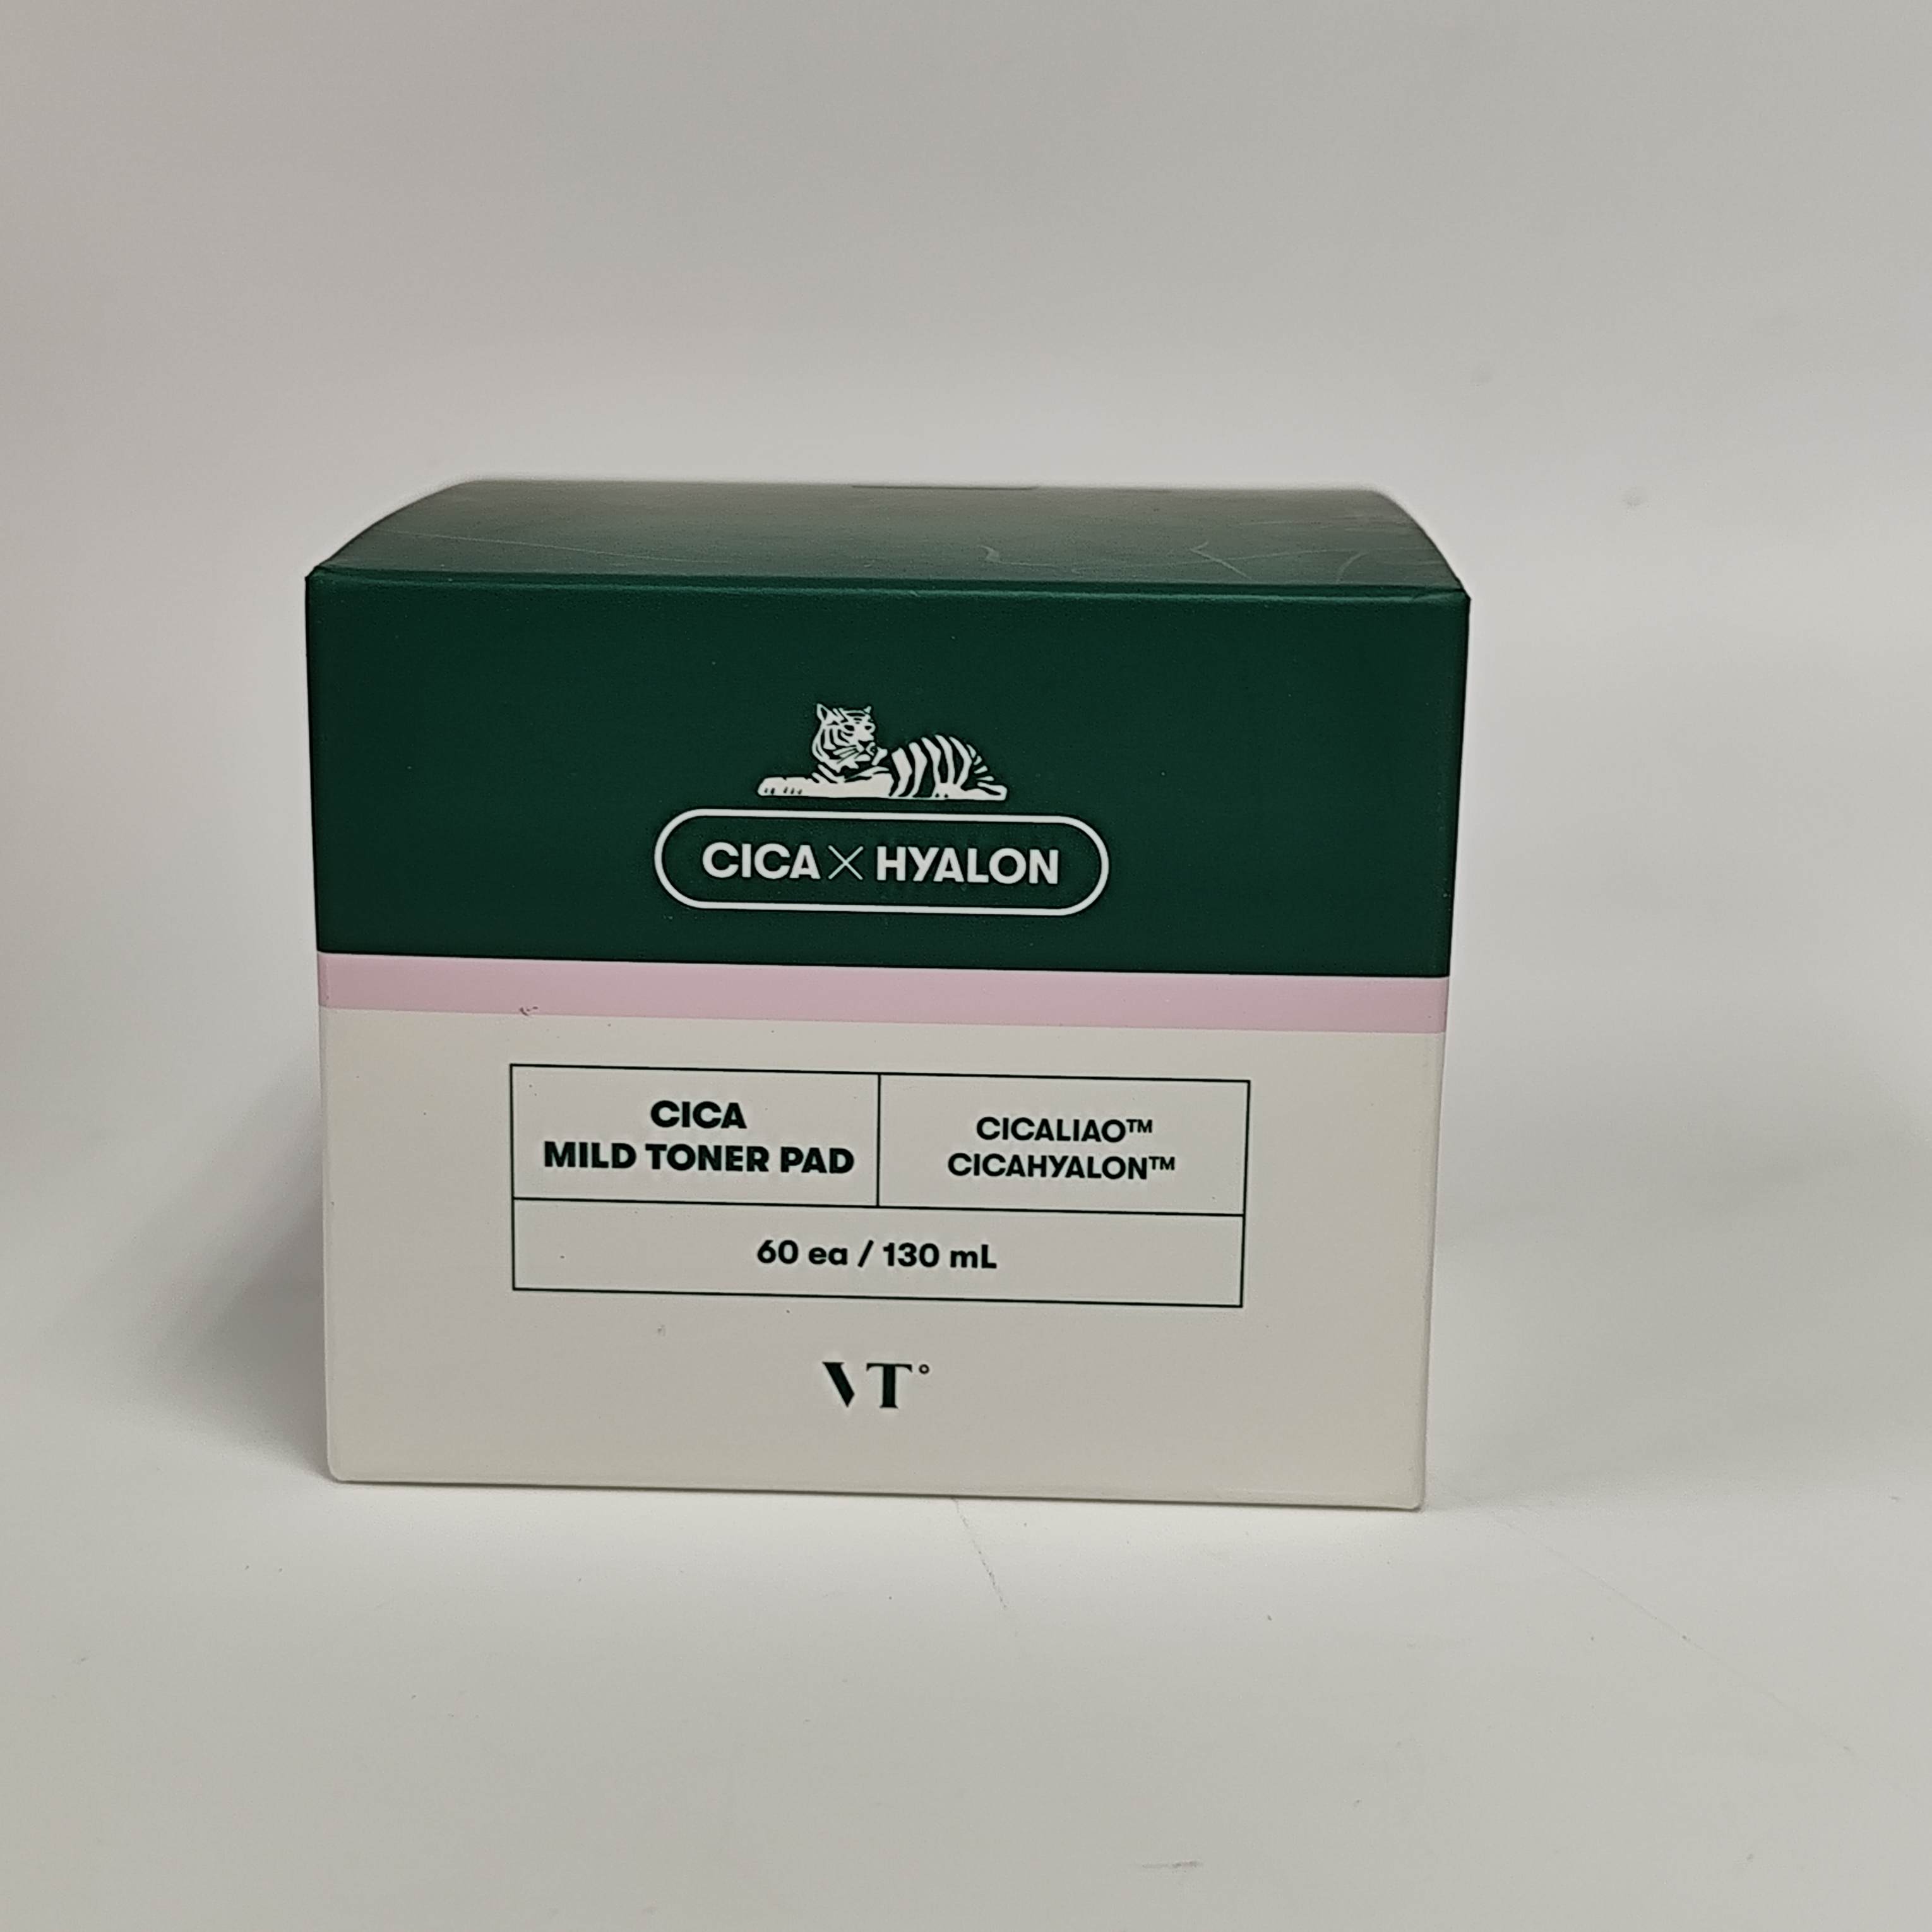 CICA X HYALON
CICA
MILD TONER PAD
CICALIAO™
CICAHYALON™
60 ea / 130 mL
VT°